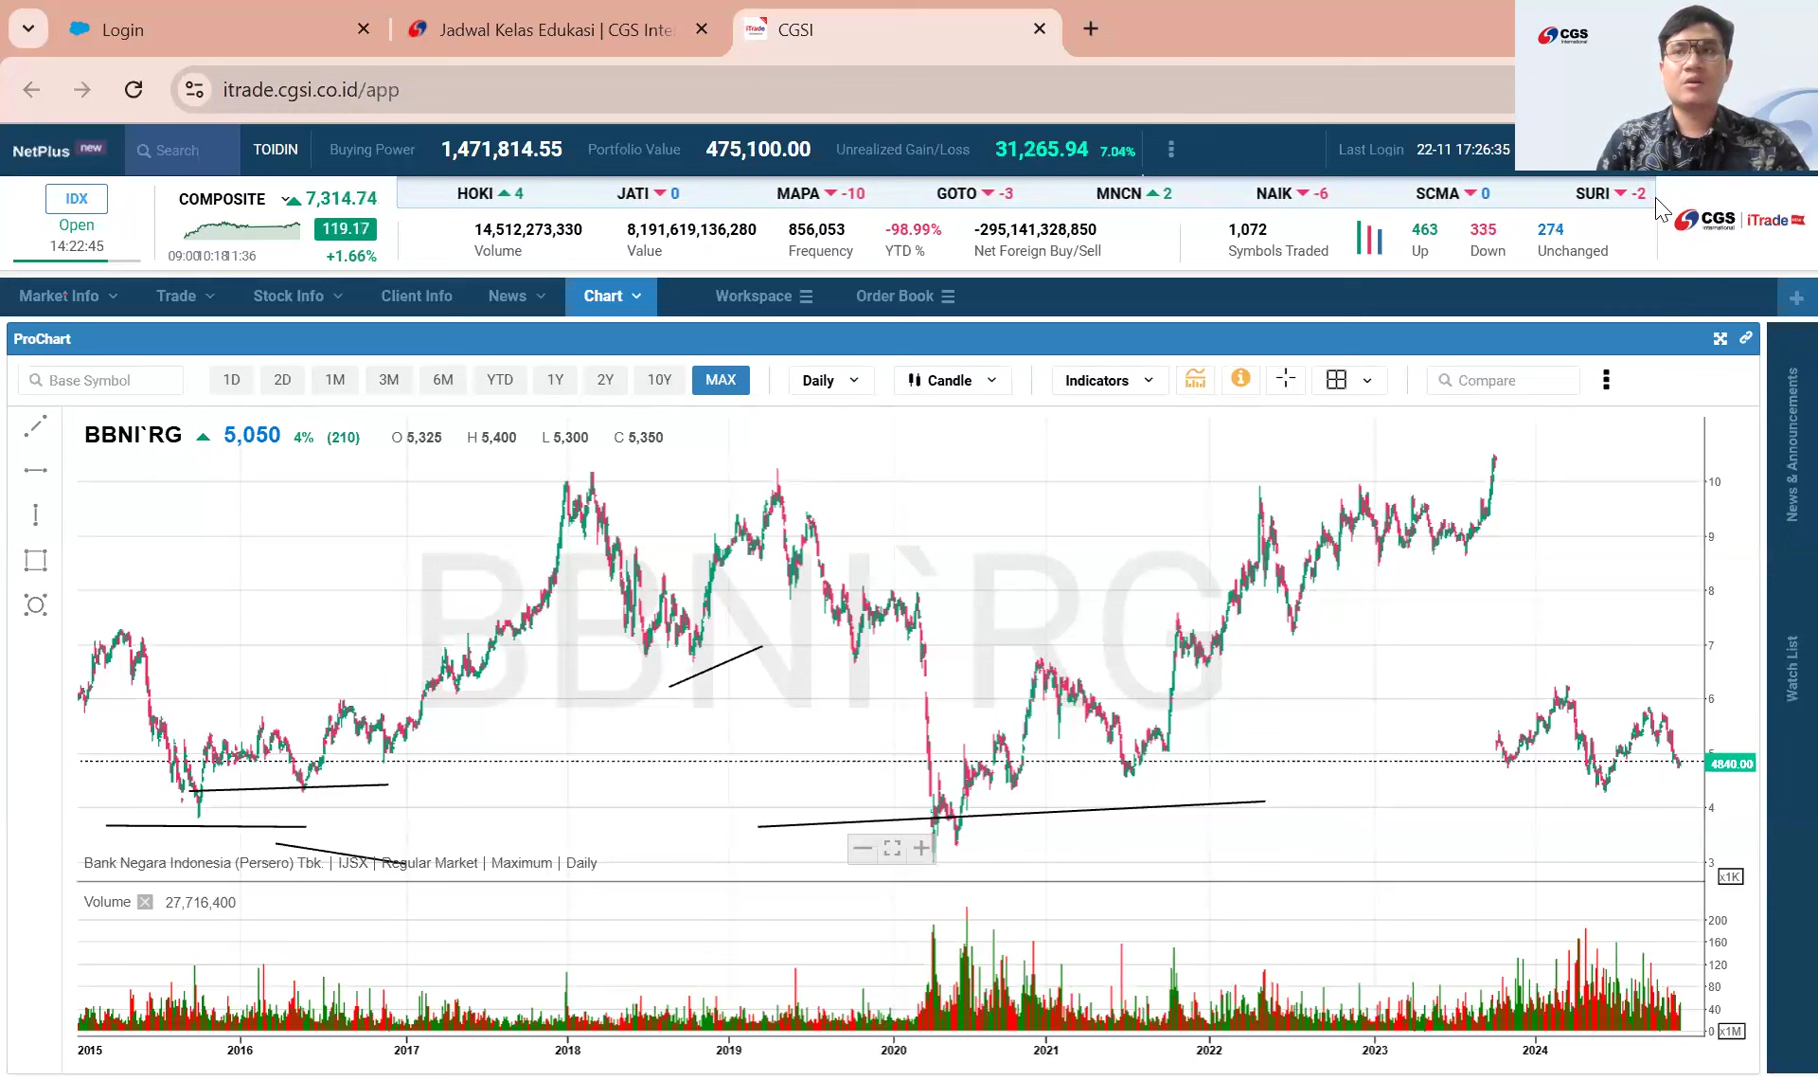 Login
Jadwal Kelas Edukasi | CGS Inte
CGSI
CGS
International
itrade.cgsi.co.id/app
NetPlus new
Search
TOIDIN
Buying Power 1,471,814.55
Portfolio Value 475,100.00
Unrealized Gain/Loss 31,265.94 7.04%
Last Login 22-11 17:26:35
IDX
Open
14:22:45
COMPOSITE 7,314.74
119.17
+1.66%
09:00 10:18 11:36
HOKI 4
JATI 0
MAPA -10
GOTO -3
MNCN 2
NAIK -6
SCMA 0
SURI -2
14,512,273,330
Volume
8,191,619,136,280
Value
856,053
Frequency
-98.99%
YTD %
-295,141,328,850
Net Foreign Buy/Sell
1,072
Symbols Traded
463
Up
335
Down
274
Unchanged
CGS
International
iTrade
Market Info
Trade
Stock Info
Client Info
News
Chart
Workspace
Order Book
ProChart
Base Symbol
1D 2D 1M 3M 6M YTD 1Y 2Y 10Y MAX
Daily
Candle
Indicators
Compare
BBNI`RG 5,050 4% (210) O 5,325 H 5,400 L 5,300 C 5,350
BBNI`RG
10
9
8
7
6
5
4840.00
4
3
x1K
Bank Negara Indonesia (Persero) Tbk. | IJSX | Regular Market | Maximum | Daily
Volume 27,716,400
200
160
120
80
40
0
x1M
2015 2016 2017 2018 2019 2020 2021 2022 2023 2024
News & Announcements
Watch List